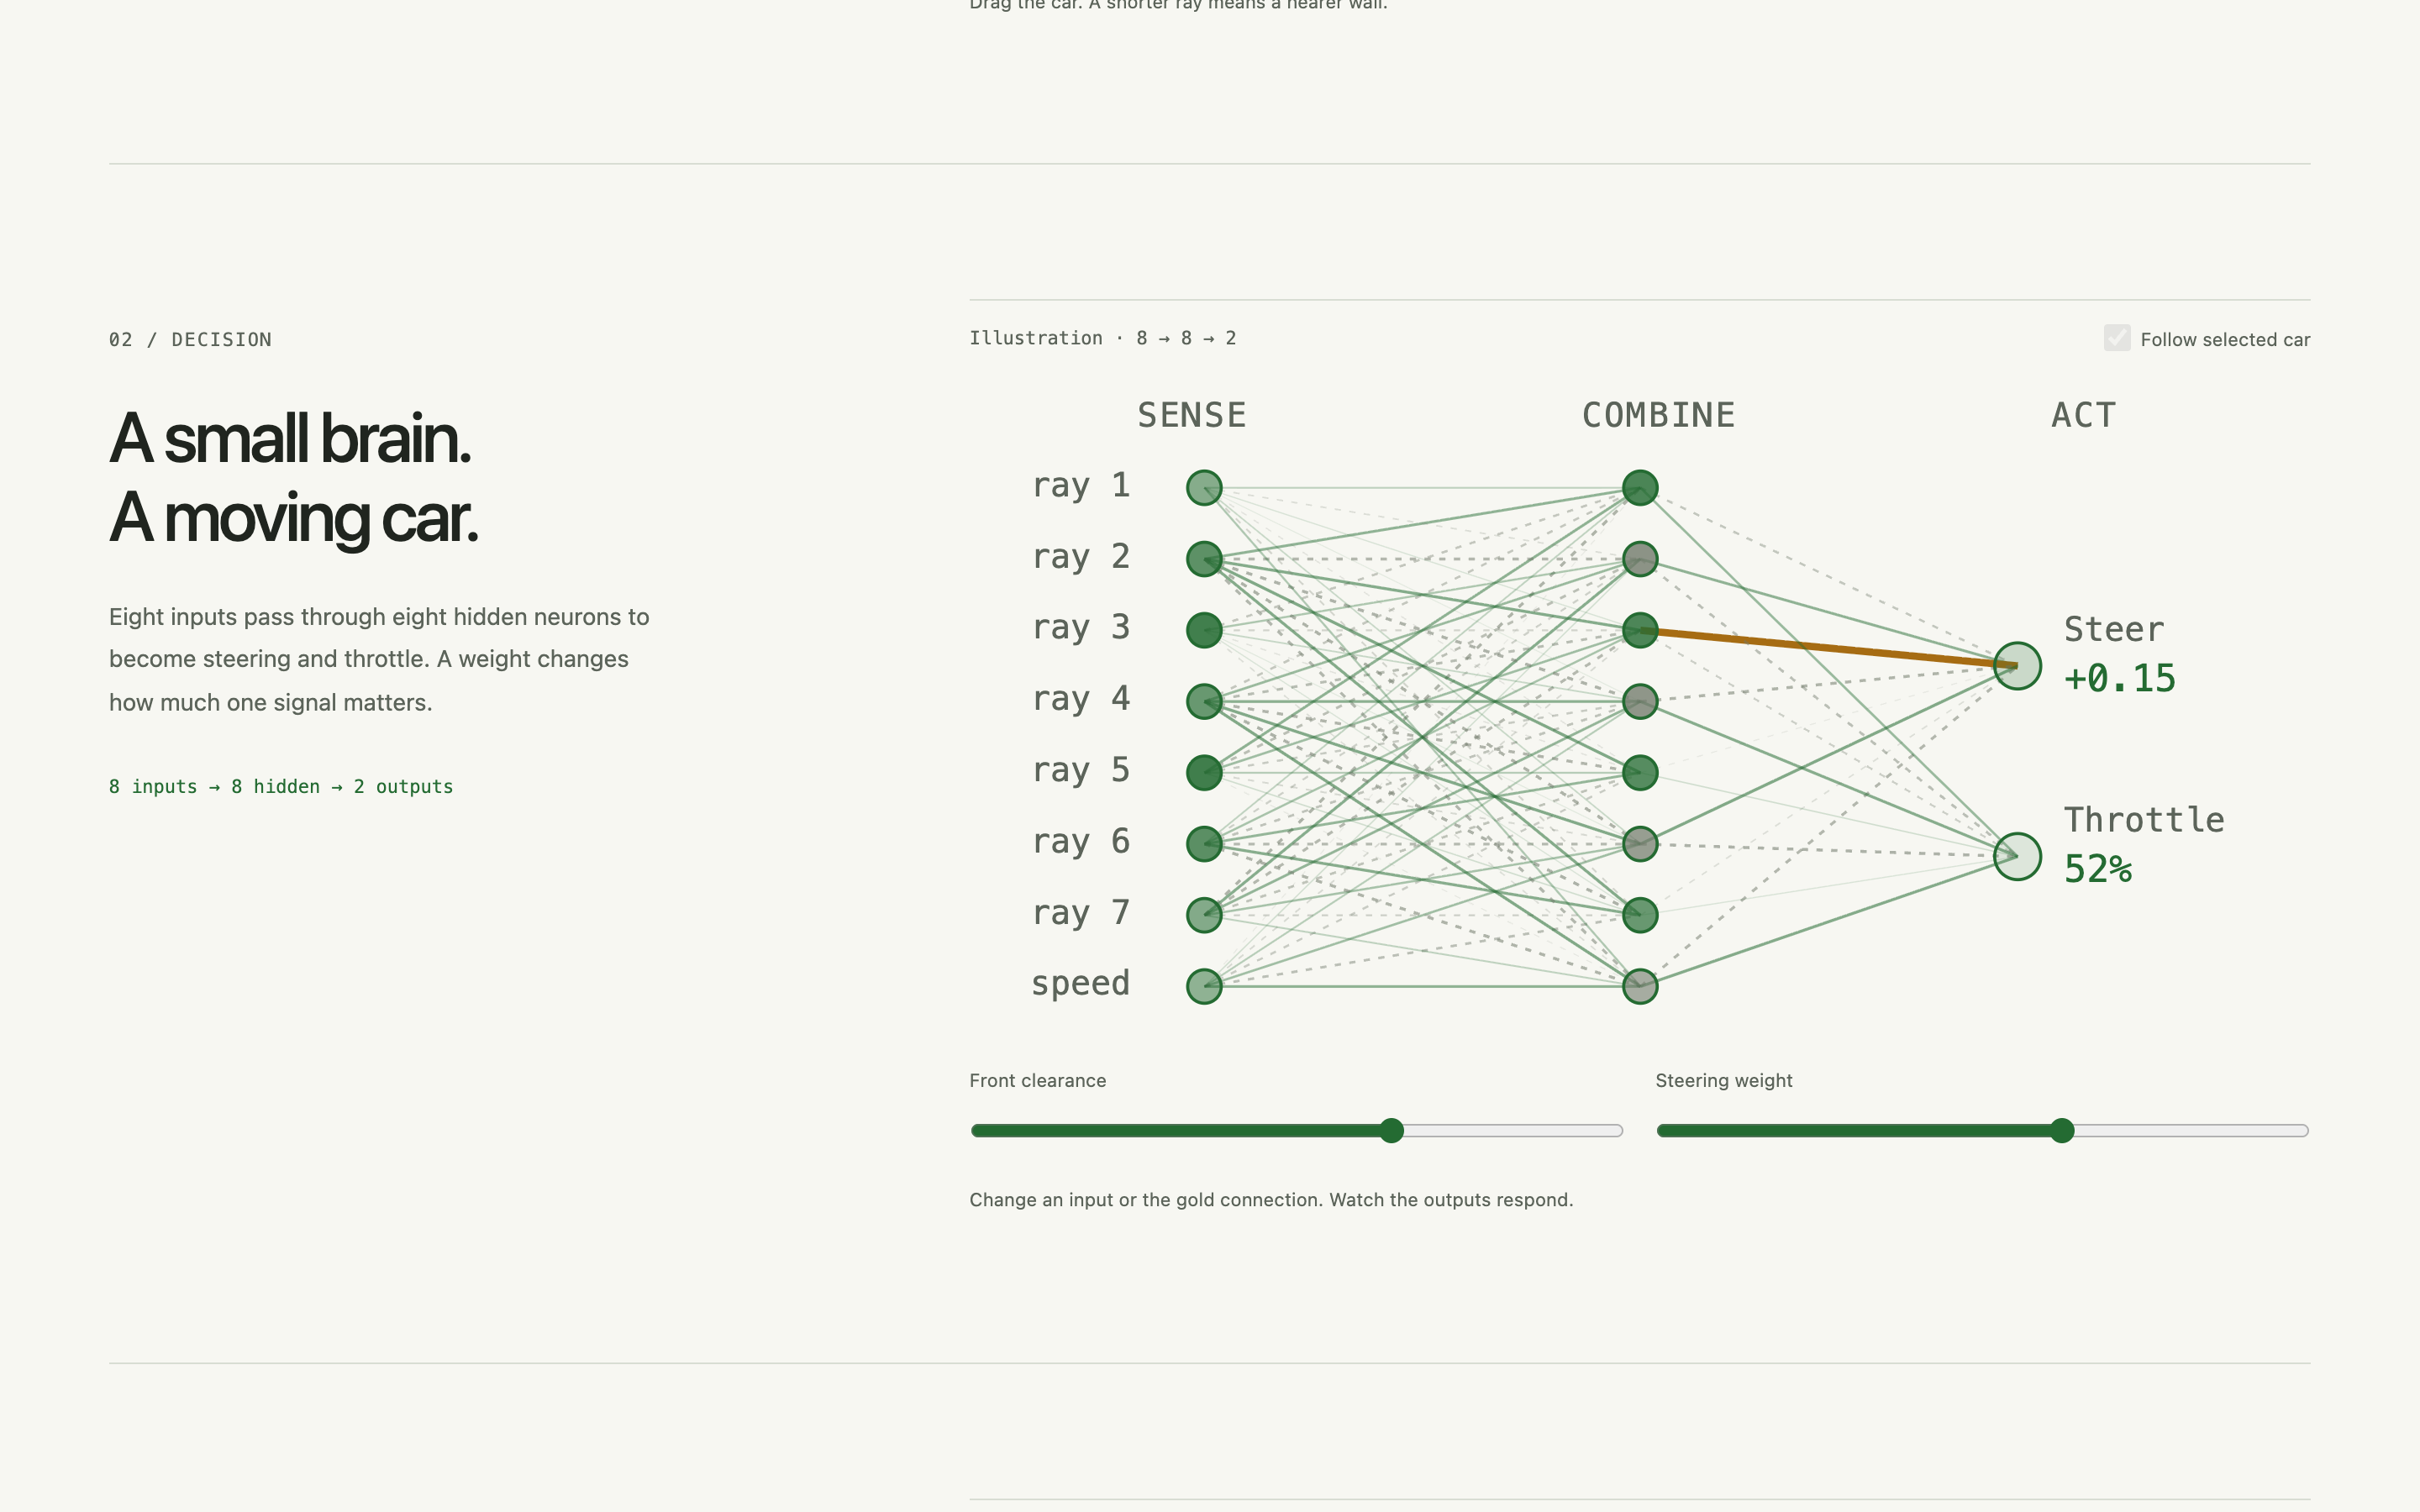 Drag the car. A shorter ray means a nearer wall.
02 / DECISION
A small brain.
A moving car.
Eight inputs pass through eight hidden neurons to
become steering and throttle. A weight changes
how much one signal matters.
8 inputs → 8 hidden → 2 outputs
Illustration · 8 → 8 → 2
Follow selected car
SENSE
COMBINE
ACT
ray 1
ray 2
ray 3
ray 4
ray 5
ray 6
ray 7
speed
Steer
+0.15
Throttle
52%
Front clearance
Steering weight
Change an input or the gold connection. Watch the outputs respond.